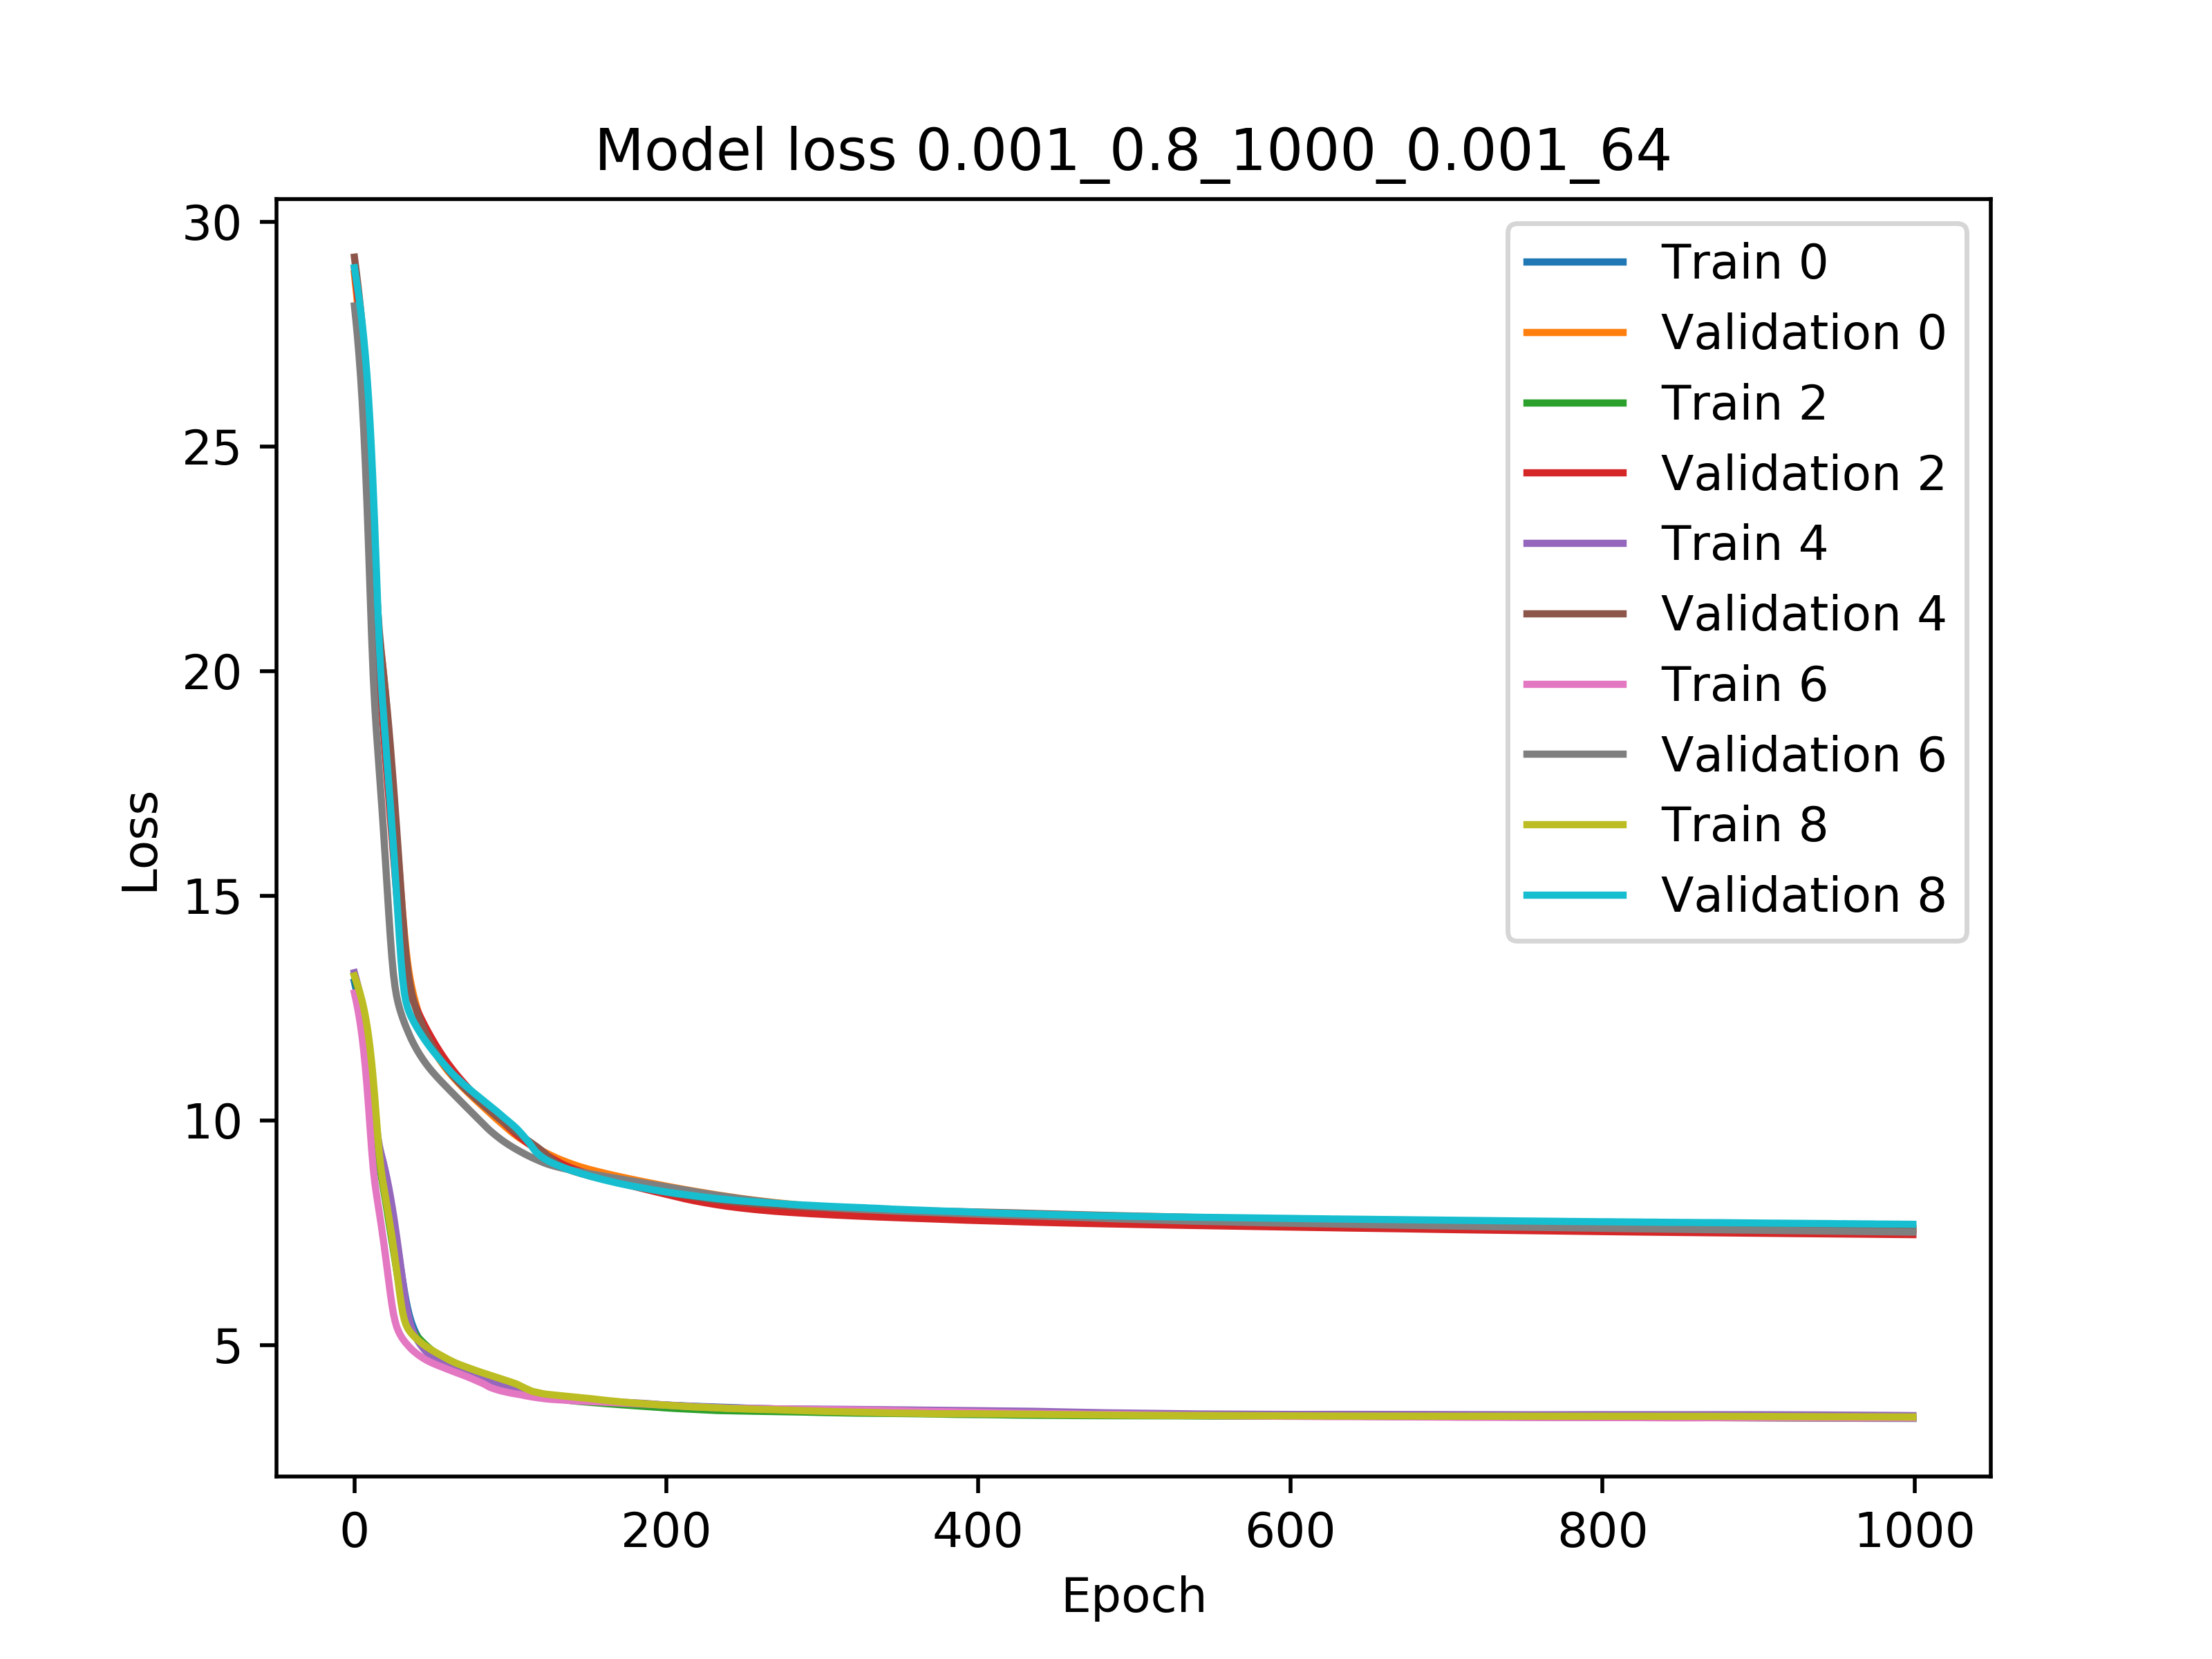 Model loss 0.001_0.8_1000_0.001_64
30
25
20
15
10
5
Loss
Train 0
Validation 0
Train 2
Validation 2
Train 4
Validation 4
Train 6
Validation 6
Train 8
Validation 8
0 200 400 600 800 1000
Epoch